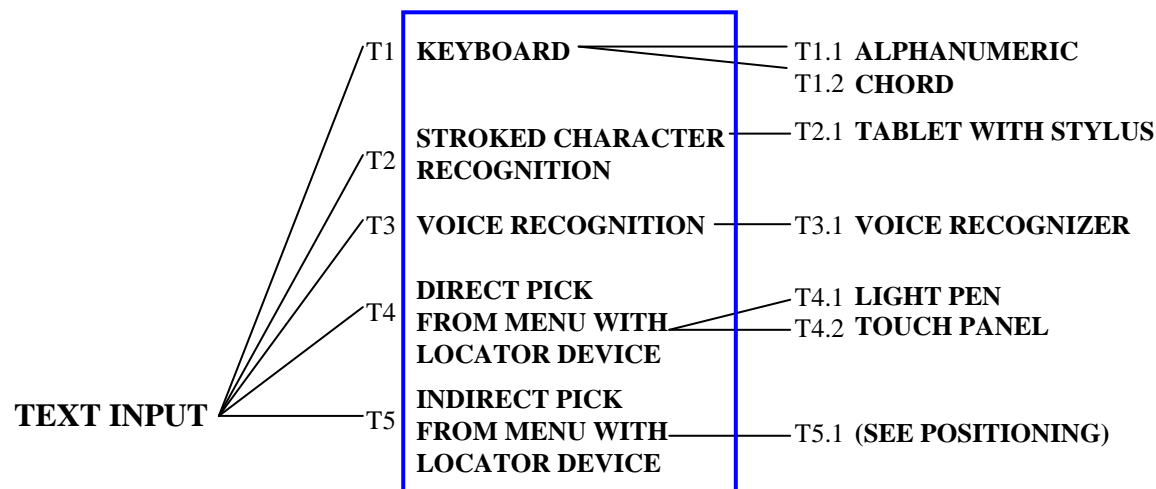 T1 KEYBOARD
T1.1 ALPHANUMERIC
T1.2 CHORD
T2 STROKED CHARACTER
RECOGNITION
T2.1 TABLET WITH STYLUS
T3 VOICE RECOGNITION
T3.1 VOICE RECOGNIZER
T4 DIRECT PICK
FROM MENU WITH
LOCATOR DEVICE
T4.1 LIGHT PEN
T4.2 TOUCH PANEL
TEXT INPUT
T5 INDIRECT PICK
FROM MENU WITH
LOCATOR DEVICE
T5.1 (SEE POSITIONING)